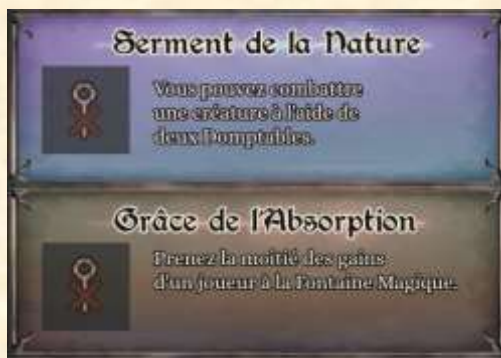 Serment de la Nature
Vous pouvez combattre
une créature à l'aide de
deux Domptables.
Grâce de l'Absorption
Prenez la moitié des gains
d'un joueur à la Fontaine Magique.